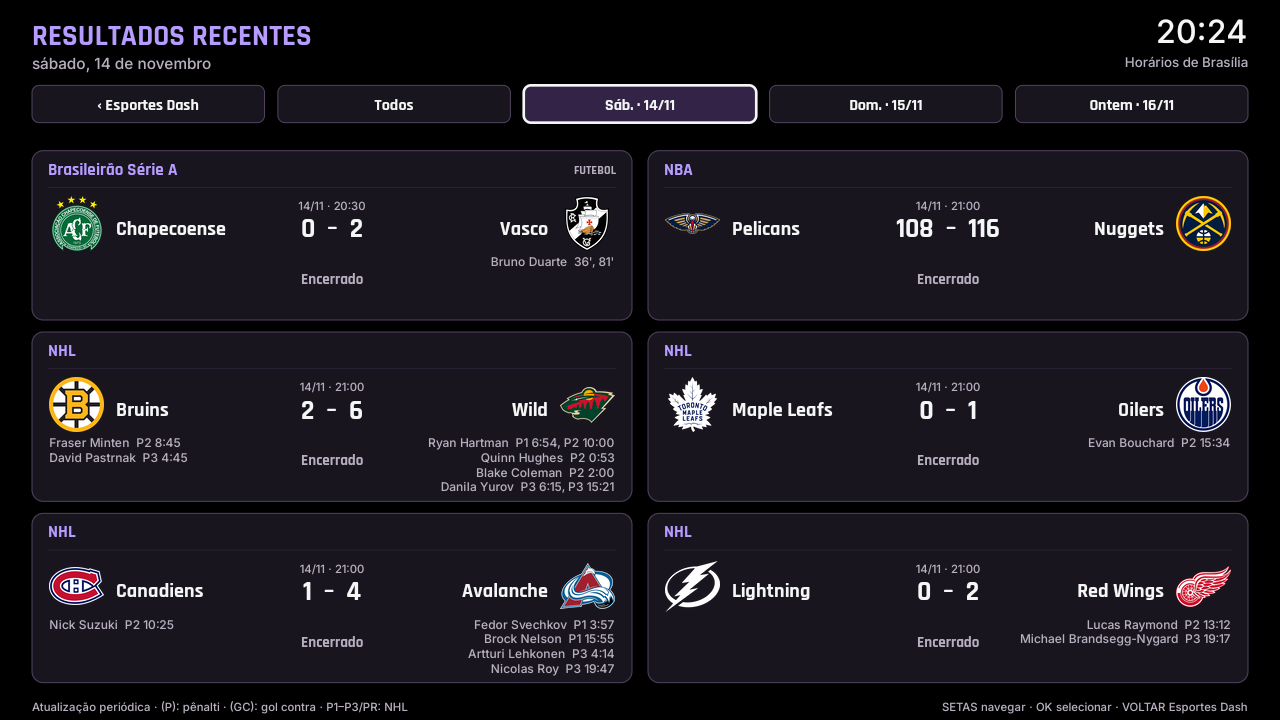 RESULTADOS RECENTES
sábado, 14 de novembro
20:24
Horários de Brasília
‹ Esportes Dash
Todos
Sáb. · 14/11
Dom. · 15/11
Ontem · 16/11
Brasileirão Série A
FUTEBOL
14/11 · 20:30
Chapecoense
0 – 2
Vasco
Bruno Duarte 36', 81'
Encerrado
NBA
14/11 · 21:00
Pelicans
108 – 116
Nuggets
Encerrado
NHL
14/11 · 21:00
Bruins
2 – 6
Wild
Fraser Minten P2 8:45
David Pastrnak P3 4:45
Encerrado
Ryan Hartman P1 6:54, P2 10:00
Quinn Hughes P2 0:53
Blake Coleman P2 2:00
Danila Yurov P3 6:15, P3 15:21
NHL
14/11 · 21:00
TORONTO
MAPLE
LEAFS
Maple Leafs
0 – 1
Oilers
OILERS
Evan Bouchard P2 15:34
Encerrado
NHL
14/11 · 21:00
Canadiens
1 – 4
Avalanche
Nick Suzuki P2 10:25
Encerrado
Fedor Svechkov P1 3:57
Brock Nelson P1 15:55
Artturi Lehkonen P3 4:14
Nicolas Roy P3 19:47
NHL
14/11 · 21:00
Lightning
0 – 2
Red Wings
Encerrado
Lucas Raymond P2 13:12
Michael Brandsegg-Nygard P3 19:17
Atualização periódica · (P): pênalti · (GC): gol contra · P1–P3/PR: NHL
SETAS navegar · OK selecionar · VOLTAR Esportes Dash